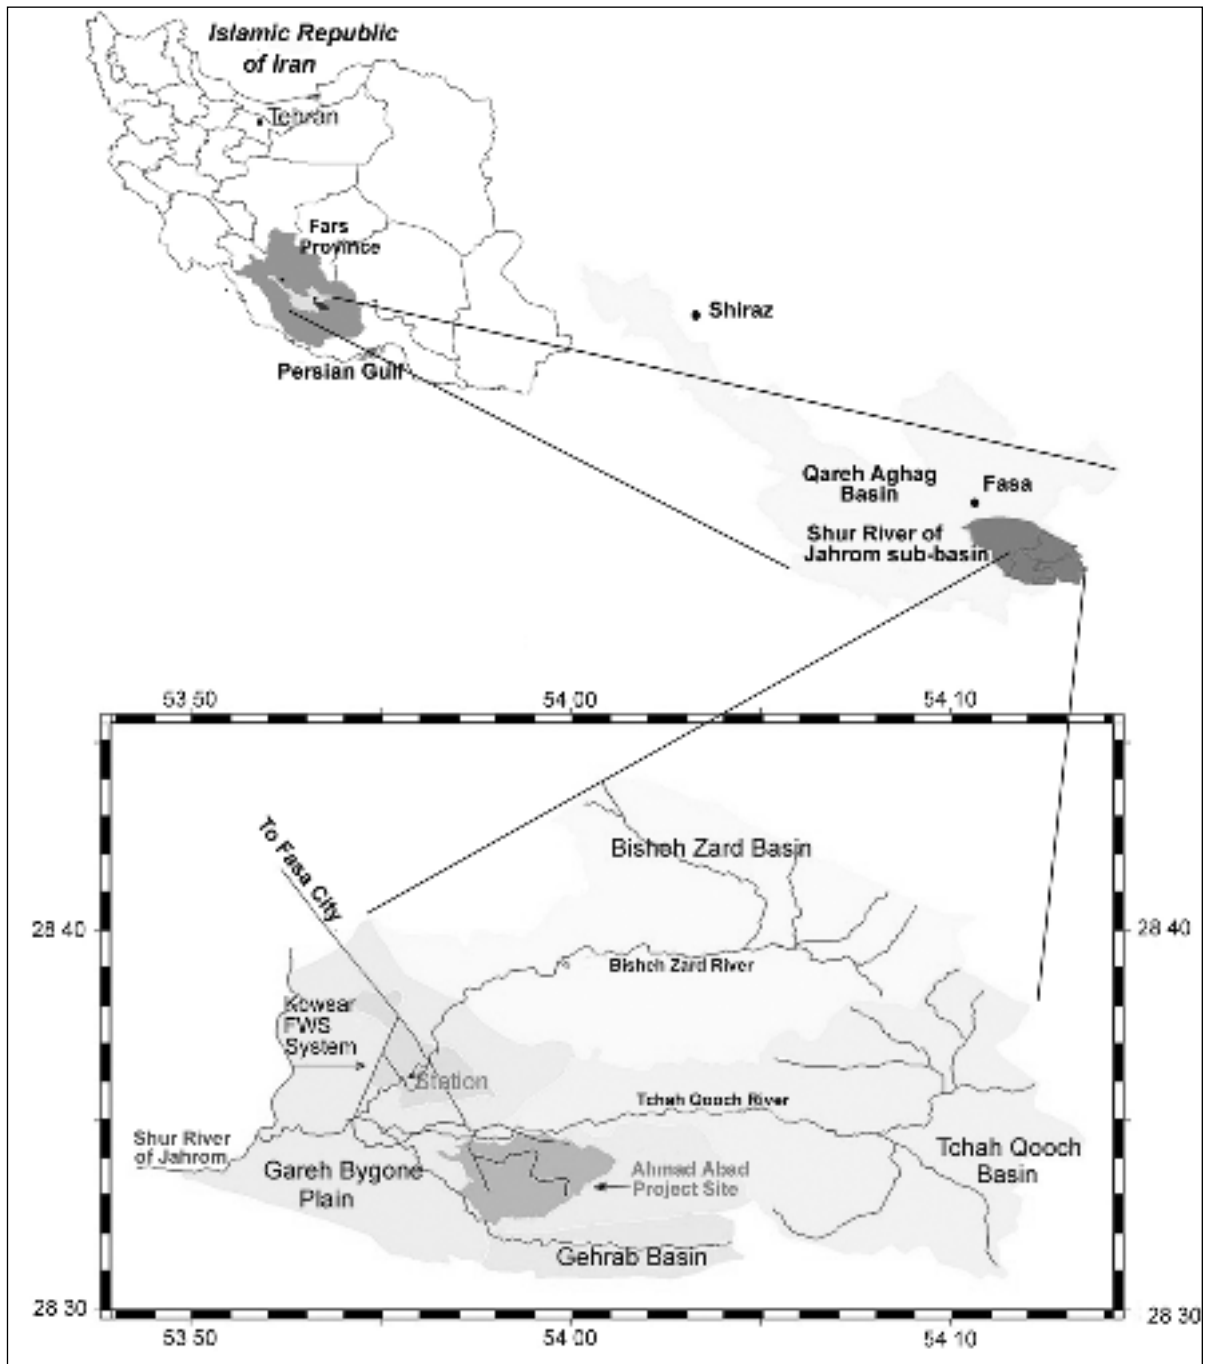 Islamic Republic
of Iran
Tehran
Fars
Province
Persian Gulf
Shiraz
Qareh Aghag
Basin
Fasa
Shur River of
Jahrom sub-basin
53 50
54 00
54 10
To Fasa City
Bisheh Zard Basin
28 40
28 40
Bisheh Zard River
Kowsar
FWS
System
Station
Tchah Qooch River
Shur River
of Jahrom
Gareh Bygone
Plain
Ahmad Abad
Project Site
Tchah Qooch
Basin
Gehrab Basin
28 30
28 30
53 50
54 00
54 10